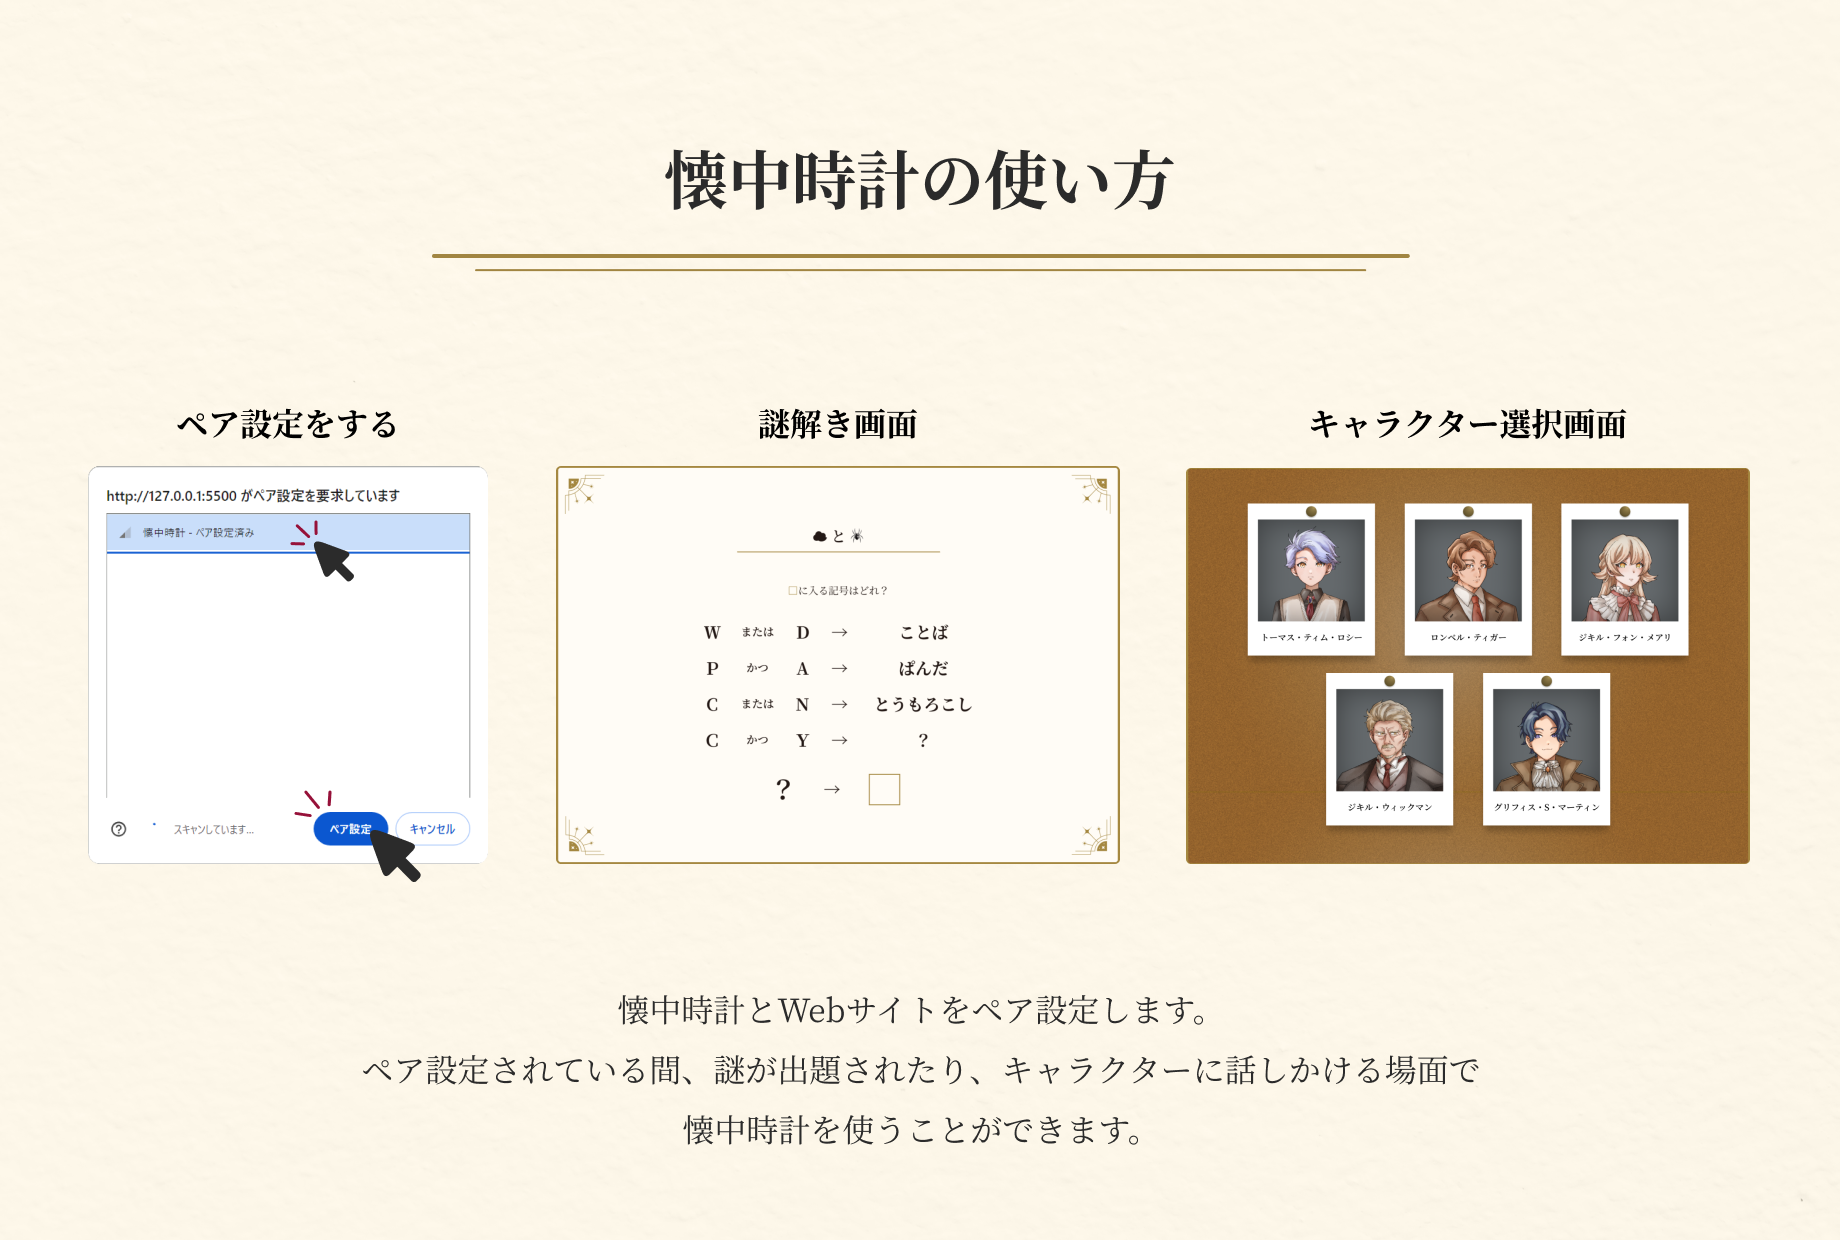 懐中時計の使い方
ペア設定をする
http://127.0.0.1:5500 がペア設定を要求しています
懐中時計 - ペア設定済み
スキャンしています...
ペア設定
キャンセル
謎解き画面
と
□に入る記号はどれ？
W または D → ことば
P かつ A → ぱんだ
C または N → とうもろこし
C かつ Y → ？
？ → □
キャラクター選択画面
トーマス・ティム・ロシー
ロンベル・ティガー
ジキル・フォン・メアリ
ジキル・ウィックマン
グリフィス・S・マーティン
懐中時計とWebサイトをペア設定します。
ペア設定されている間、謎が出題されたり、キャラクターに話しかける場面で
懐中時計を使うことができます。